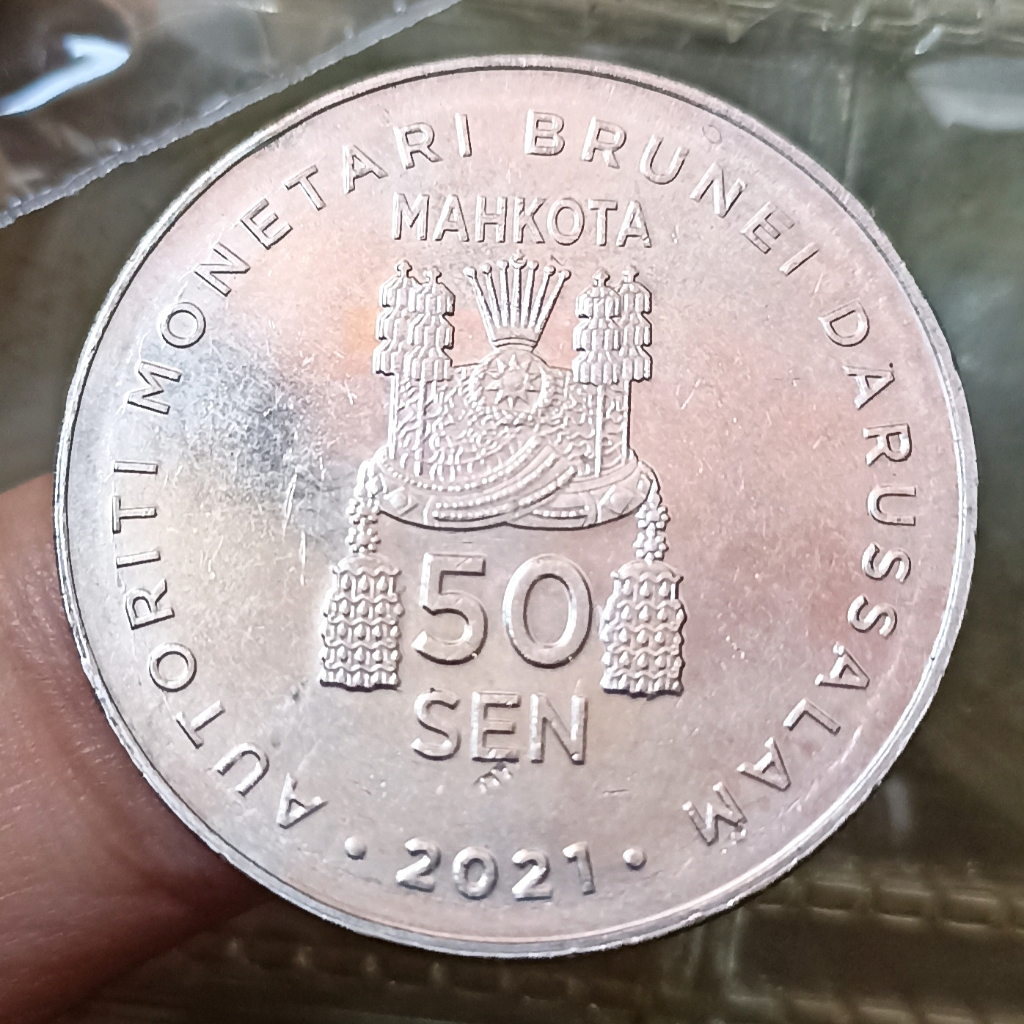 AUTORITI MONETARI BRUNEI DARUSSALAM
MAHKOTA
50
SEN
• 2021 •